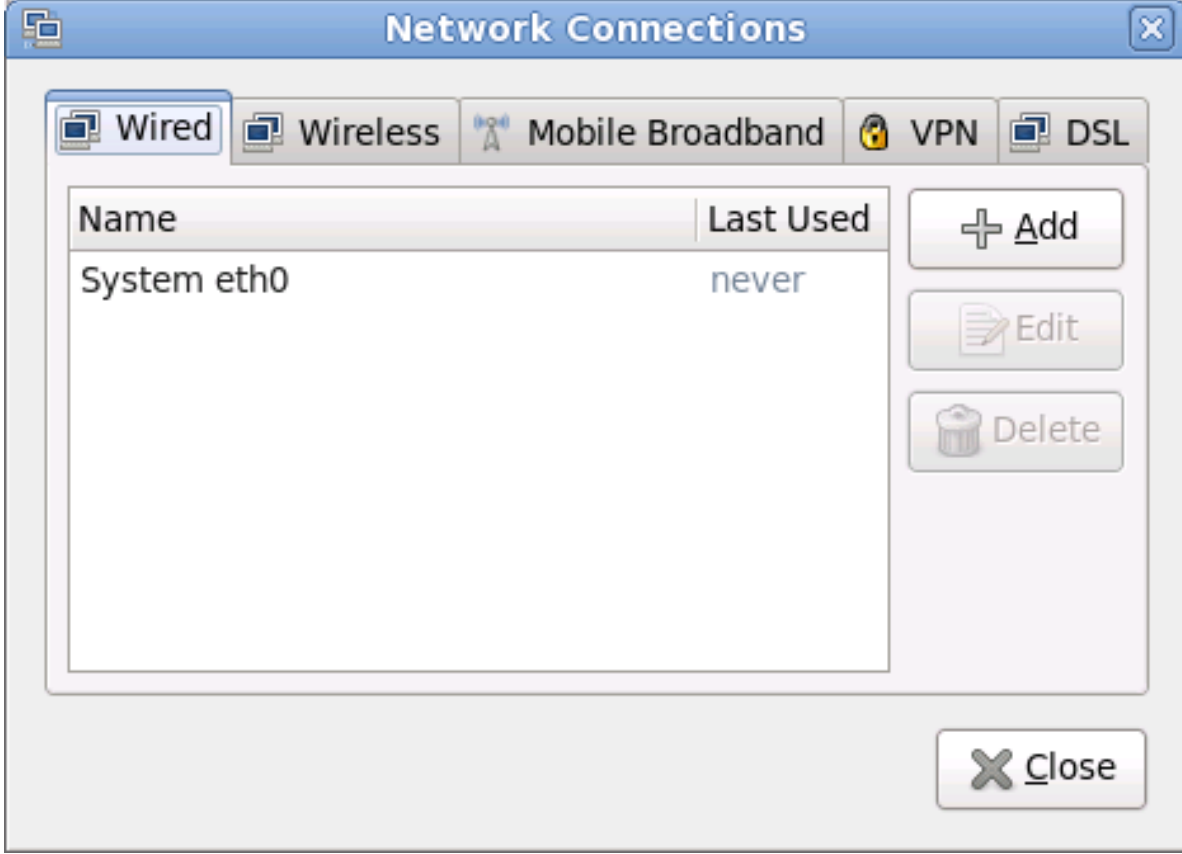 Network Connections
Wired Wireless Mobile Broadband VPN DSL
Name Last Used
System eth0 never
Add
Edit
Delete
Close